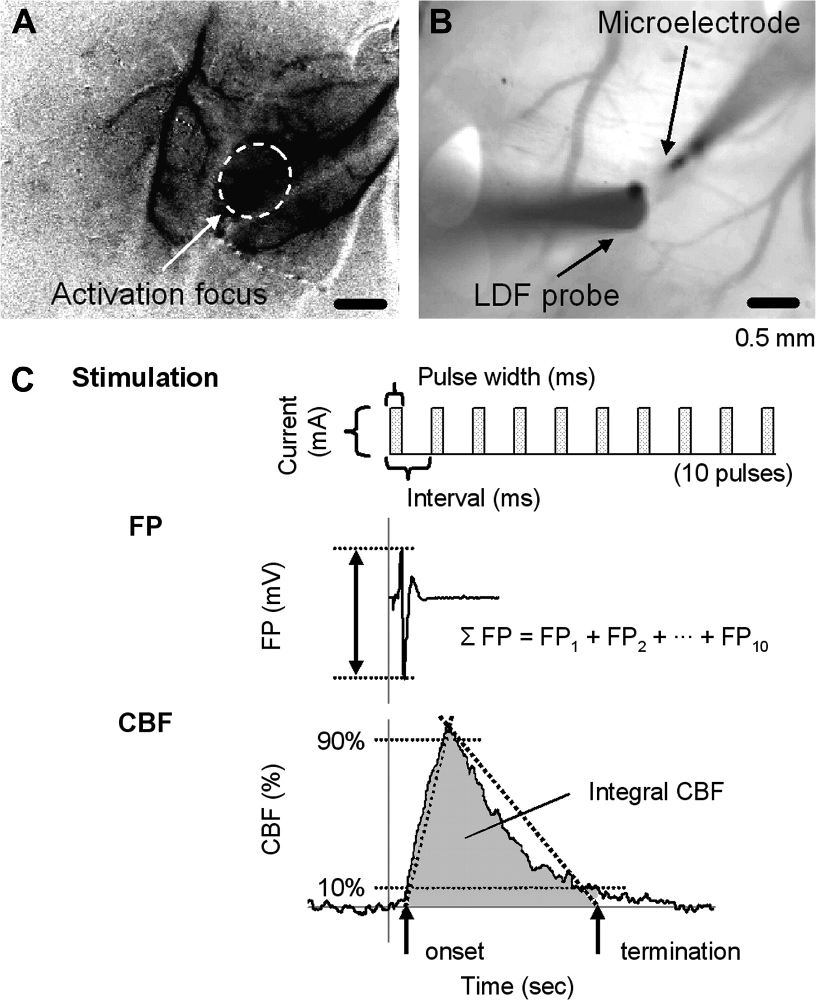 A
Activation focus
B
Microelectrode
LDF probe
0.5 mm
C
Stimulation
Pulse width (ms)
Current
(mA)
(10 pulses)
Interval (ms)
FP
FP (mV)
Σ FP = FP1 + FP2 + ··· + FP10
CBF
90%
CBF (%)
Integral CBF
10%
onset
termination
Time (sec)